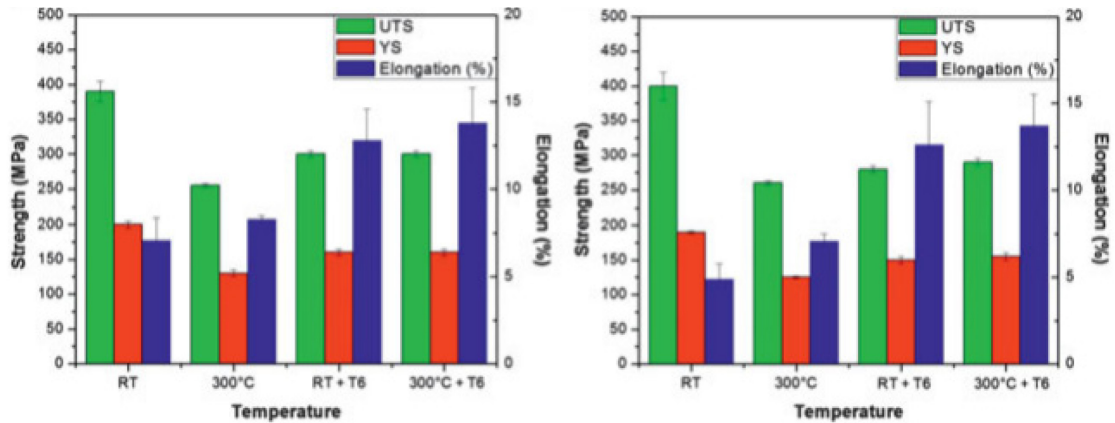 500
450
400
350
300
250
200
150
100
50
0
Strength (MPa)
UTS
YS
Elongation (%)
20
15
10
5
0
Elongation (%)
RT 300°C RT + T6 300°C + T6
Temperature
500
450
400
350
300
250
200
150
100
50
0
Strength (MPa)
UTS
YS
Elongation (%)
20
15
10
5
0
Elongation (%)
RT 300°C RT + T6 300°C + T6
Temperature